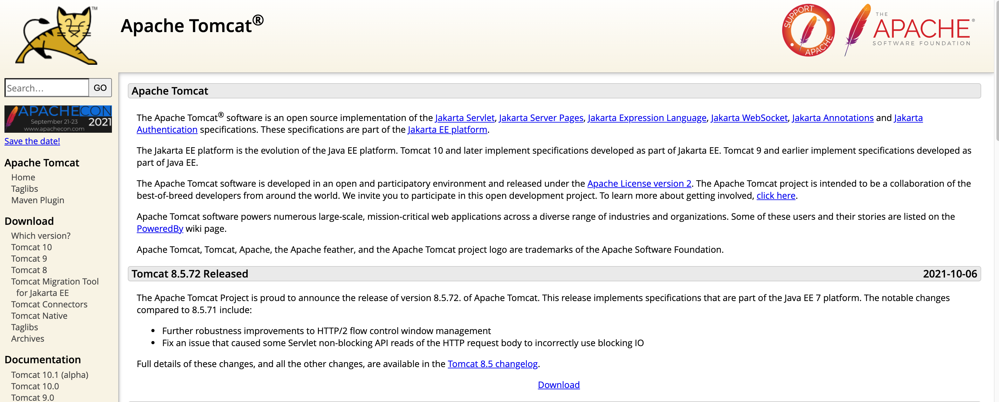 TM
Apache Tomcat®
SUPPORT
APACHE
THE
APACHE®
SOFTWARE FOUNDATION
Search…
GO
APACHECON
September 21-23
2021
www.apachecon.com
Save the date!
Apache Tomcat
Home
Taglibs
Maven Plugin
Download
Which version?
Tomcat 10
Tomcat 9
Tomcat 8
Tomcat Migration Tool
for Jakarta EE
Tomcat Connectors
Tomcat Native
Taglibs
Archives
Documentation
Tomcat 10.1 (alpha)
Tomcat 10.0
Tomcat 9.0
Apache Tomcat
The Apache Tomcat® software is an open source implementation of the Jakarta Servlet, Jakarta Server Pages, Jakarta Expression Language, Jakarta WebSocket, Jakarta Annotations and Jakarta
Authentication specifications. These specifications are part of the Jakarta EE platform.
The Jakarta EE platform is the evolution of the Java EE platform. Tomcat 10 and later implement specifications developed as part of Jakarta EE. Tomcat 9 and earlier implement specifications developed as
part of Java EE.
The Apache Tomcat software is developed in an open and participatory environment and released under the Apache License version 2. The Apache Tomcat project is intended to be a collaboration of the
best-of-breed developers from around the world. We invite you to participate in this open development project. To learn more about getting involved, click here.
Apache Tomcat software powers numerous large-scale, mission-critical web applications across a diverse range of industries and organizations. Some of these users and their stories are listed on the
PoweredBy wiki page.
Apache Tomcat, Tomcat, Apache, the Apache feather, and the Apache Tomcat project logo are trademarks of the Apache Software Foundation.
Tomcat 8.5.72 Released 2021-10-06
The Apache Tomcat Project is proud to announce the release of version 8.5.72. of Apache Tomcat. This release implements specifications that are part of the Java EE 7 platform. The notable changes
compared to 8.5.71 include:
• Further robustness improvements to HTTP/2 flow control window management
• Fix an issue that caused some Servlet non-blocking API reads of the HTTP request body to incorrectly use blocking IO
Full details of these changes, and all the other changes, are available in the Tomcat 8.5 changelog.
Download